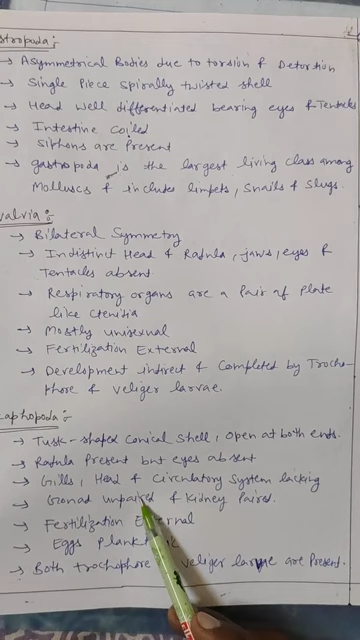 stropoda:-
→ Asymmetrical Bodies due to torsion & Detortion
→ Single Piece spirally twisted shell
→ Head well differentiated bearing eyes & Tentacles
→ Intestine coiled
→ Siphons are Present
→ gastropoda is the largest living class among
Molluscs & includes limpets, Snails & Slugs.
valvia:-
→ Bilateral Symmetry
→ Indistinct Head & Radula, jaws, eyes &
Tentacles absent.
→ Respiratory organs are a Pair of Plate
like Ctenidia
→ Mostly unisexual
→ Fertilization External
→ Development indirect & completed by Troch-
phore & veliger larvae.
caphopoda:-
→ Tusk-shaped conical shell, open at both ends.
→ Radula Present but eyes absent
→ Gills, Head & Circulatory System lacking
→ Gonad unpaired & Kidney Paired.
→ Fertilization External
→ Eggs
→ Both trochophore veliger larvae are Present.